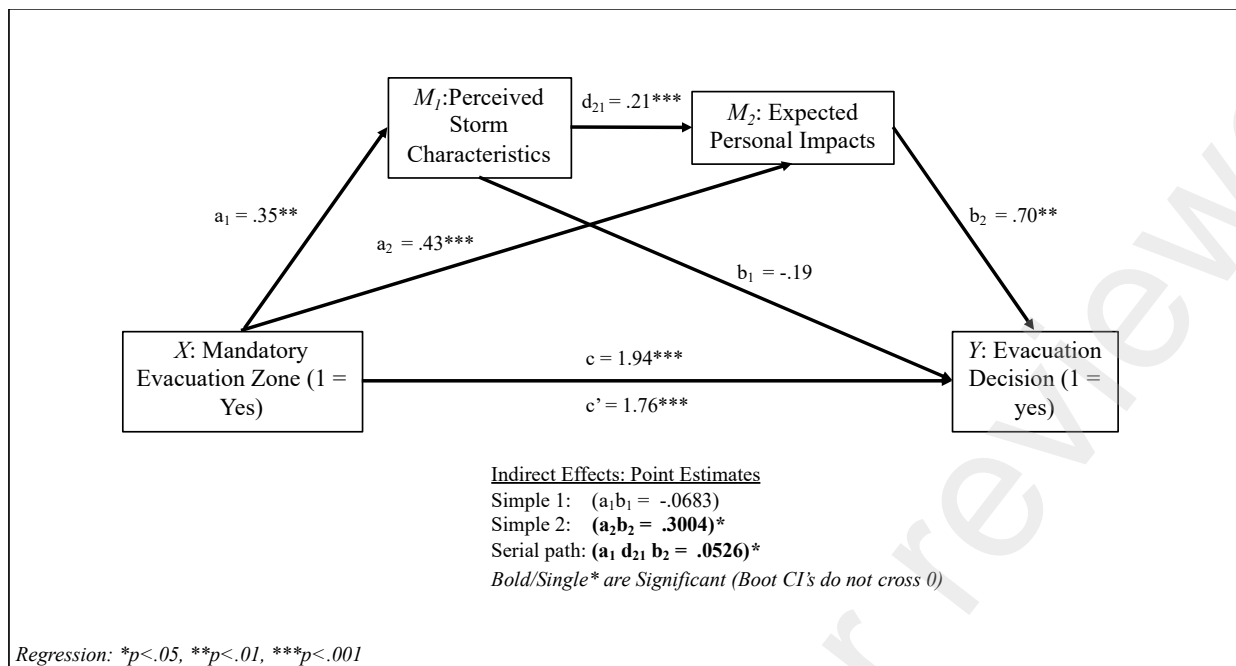 M₁:Perceived
Storm
Characteristics
d₂₁ = .21***
M₂: Expected
Personal Impacts
a₁ = .35**
a₂ = .43***
b₂ = .70**
b₁ = -.19
X: Mandatory
Evacuation Zone (1 =
Yes)
c = 1.94***
c’ = 1.76***
Y: Evacuation
Decision (1 =
yes)
Indirect Effects: Point Estimates
Simple 1: (a₁b₁ = -.0683)
Simple 2: (a₂b₂ = .3004)*
Serial path: (a₁ d₂₁ b₂ = .0526)*
Bold/Single* are Significant (Boot CI’s do not cross 0)
Regression: *p<.05, **p<.01, ***p<.001
r review